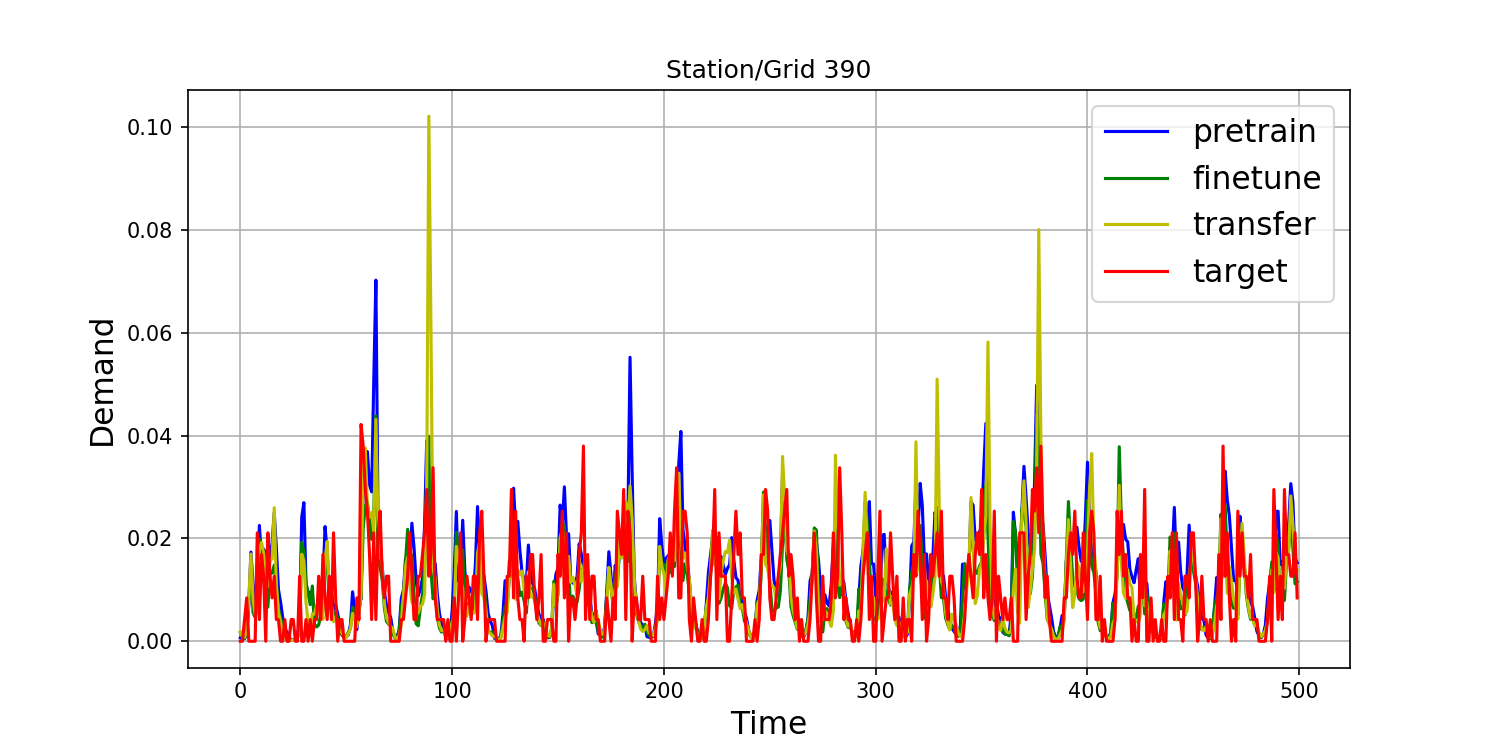 Station/Grid 390
Demand
0.10
0.08
0.06
0.04
0.02
0.00
pretrain
finetune
transfer
target
0 100 200 300 400 500
Time